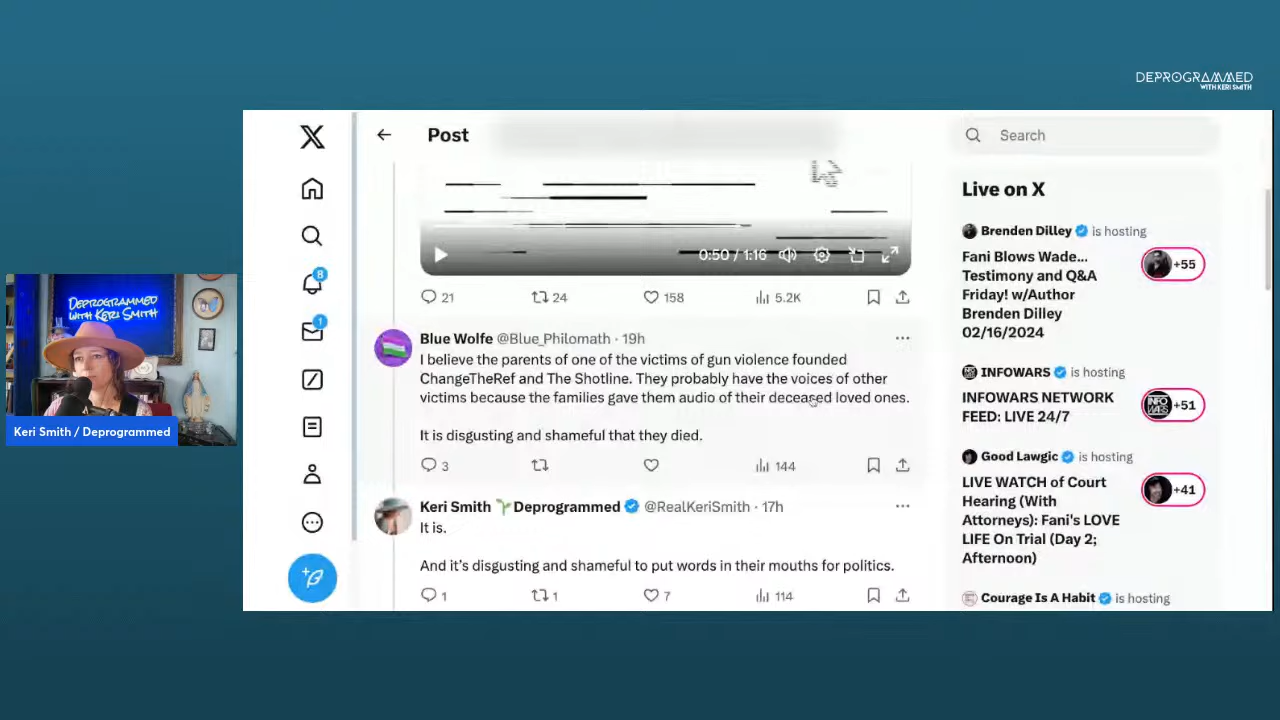 DEPROGRAMMED
WITH KERI SMITH
Post
Search
0:50 / 1:16
21
24
158
5.2K
Blue Wolfe @Blue_Philomath · 19h
I believe the parents of one of the victims of gun violence founded
ChangeTheRef and The Shotline. They probably have the voices of other
victims because the families gave them audio of their deceased loved ones.
It is disgusting and shameful that they died.
3
144
Keri Smith Deprogrammed @RealKeriSmith · 17h
It is.
And it's disgusting and shameful to put words in their mouths for politics.
1
1
7
114
8
1
Live on X
Brenden Dilley is hosting
Fani Blows Wade...
Testimony and Q&A
Friday! w/Author
Brenden Dilley
02/16/2024
+55
INFOWARS is hosting
INFOWARS NETWORK
FEED: LIVE 24/7
+51
Good Lawgic is hosting
LIVE WATCH of Court
Hearing (With
Attorneys): Fani's LOVE
LIFE On Trial (Day 2;
Afternoon)
+41
Courage Is A Habit is hosting
DEPROGRAMMED
WITH KERI SMITH
Keri Smith / Deprogrammed